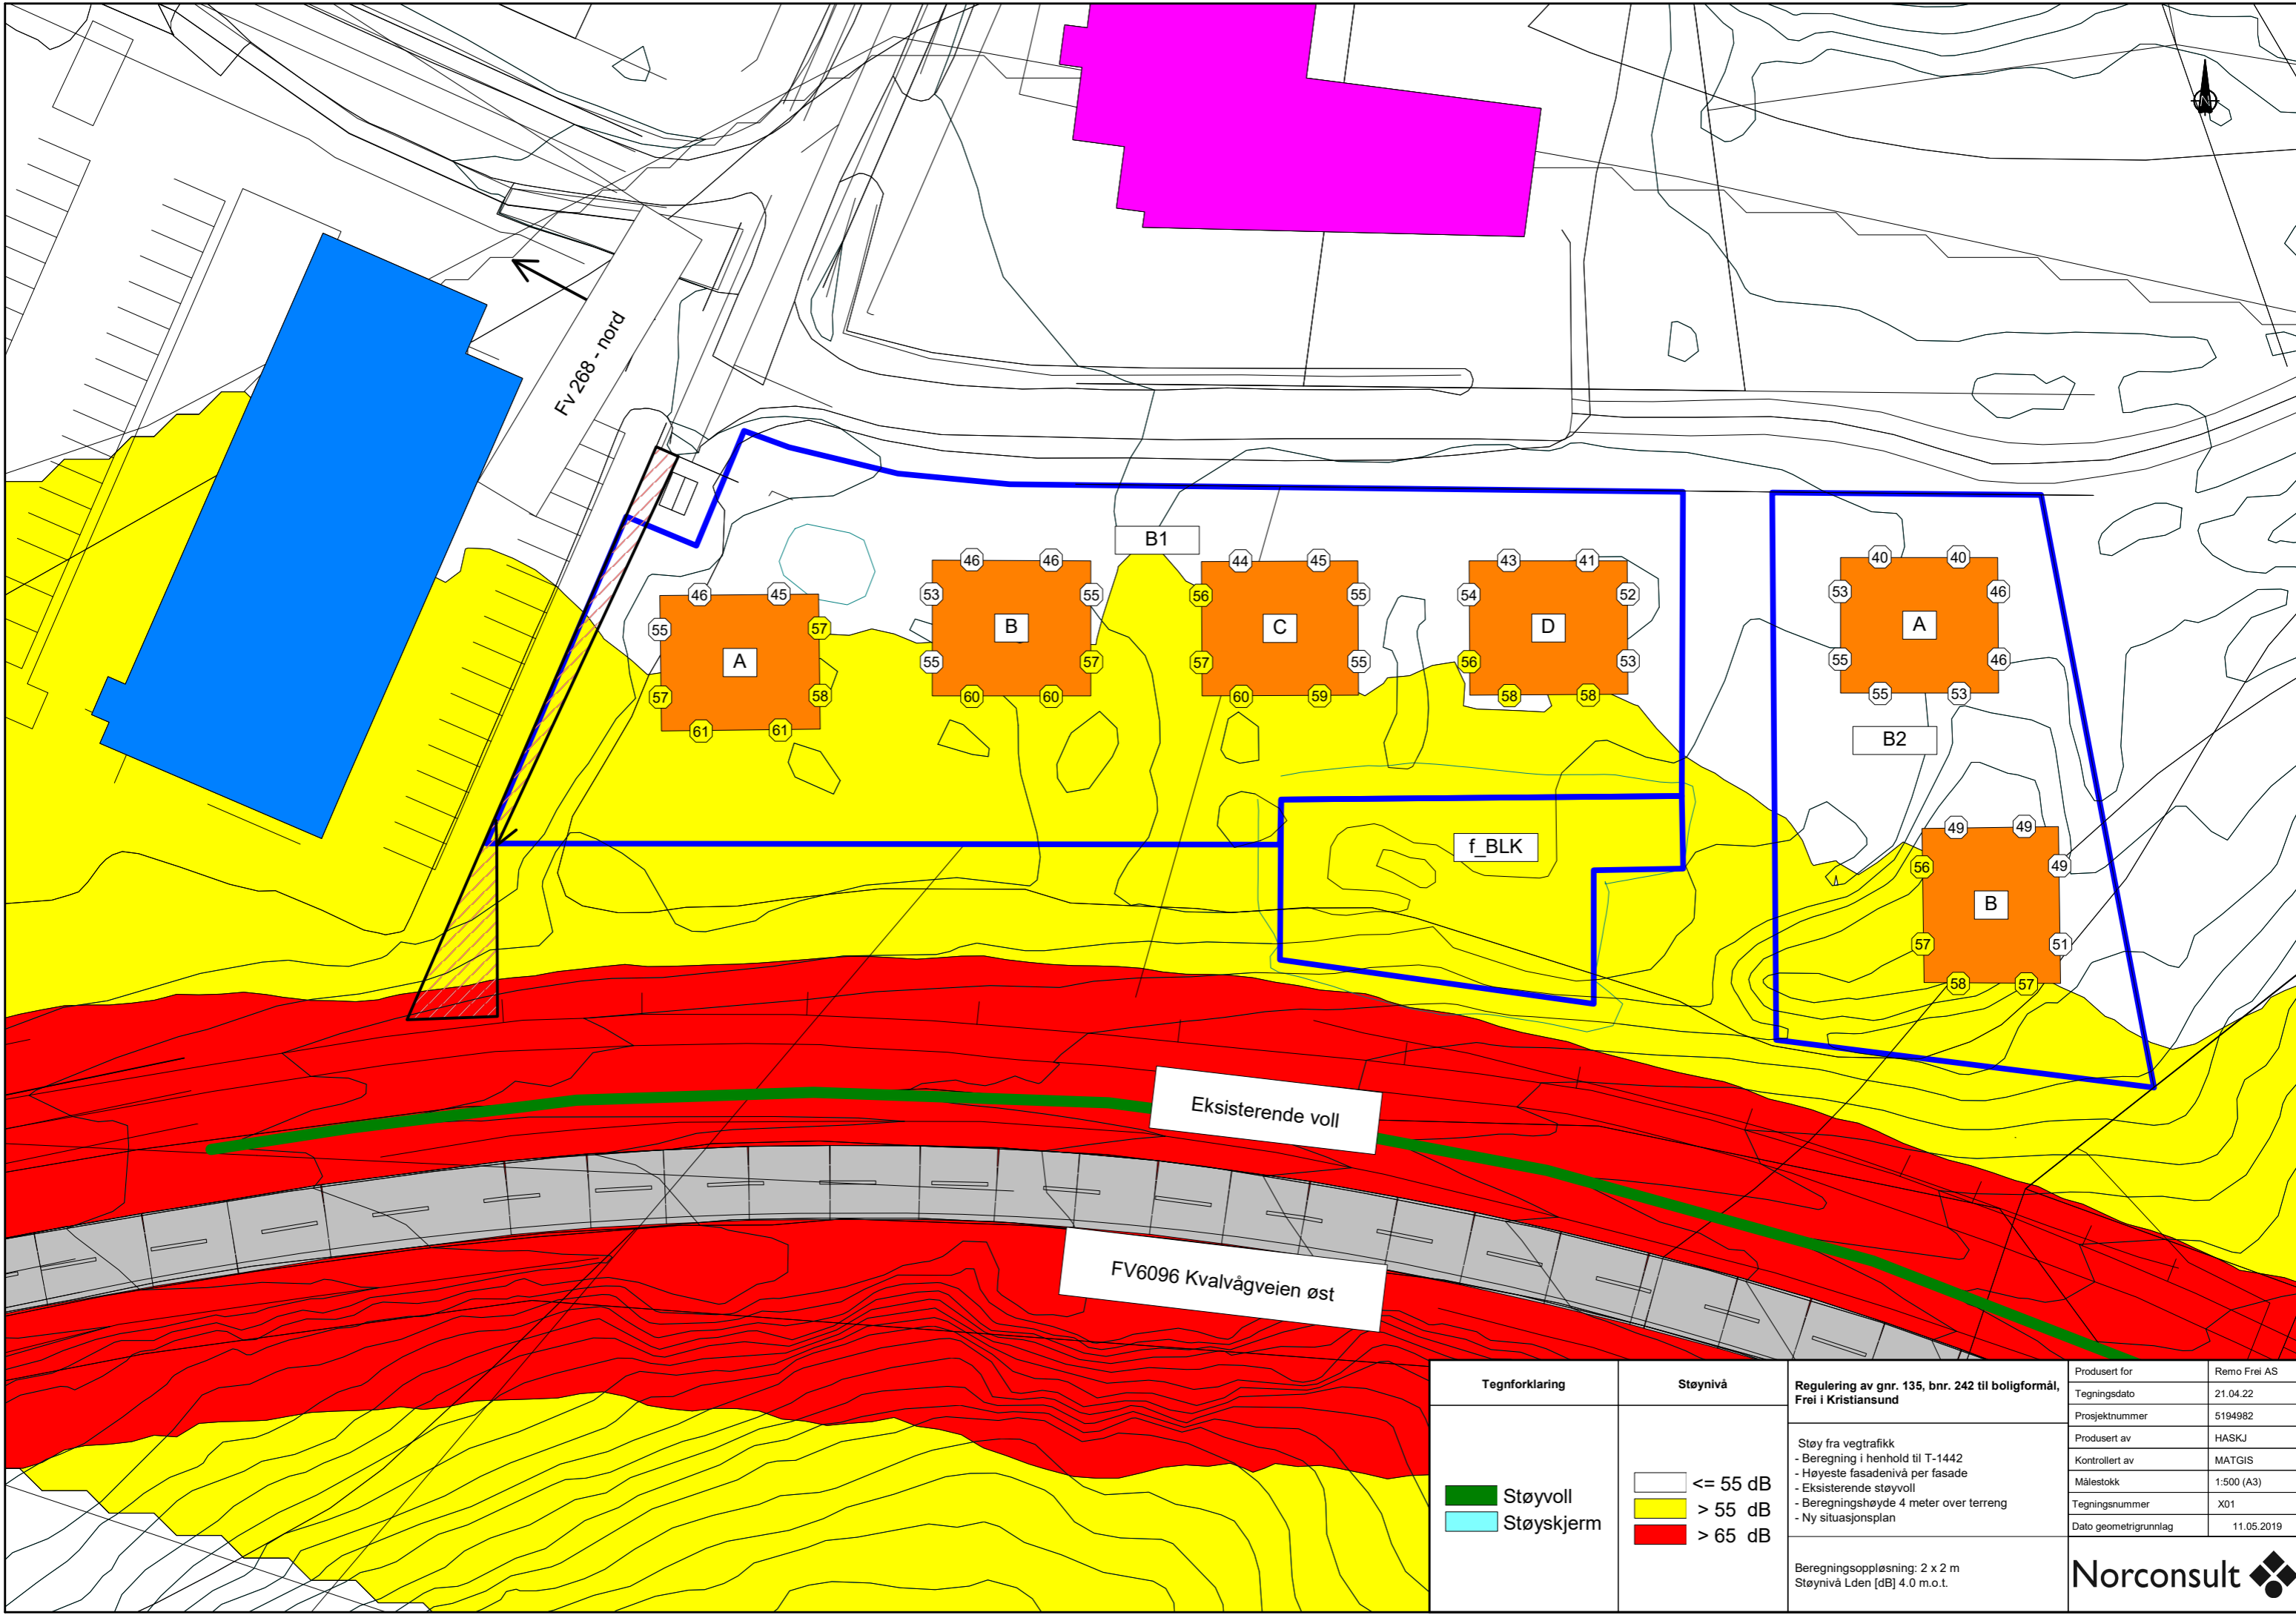 N
Fv 268 - nord
B1
46 46
44 45
43 41
40 40
46 45
53 55
56 55
54 52
53 46
55 57
A
B
C
D
A
55 57
57 55
56 53
55 46
57 58
60 60
60 59
58 58
55 53
61 61
B2
f_BLK
49 49
56 49
B
57 51
58 57
Eksisterende voll
FV6096 Kvalvågveien øst
Tegnforklaring
Støyvoll
Støyskjerm
Støynivå
<= 55 dB
> 55 dB
> 65 dB
Regulering av gnr. 135, bnr. 242 til boligformål,
Frei i Kristiansund
Støy fra vegtrafikk
- Beregning i henhold til T-1442
- Høyeste fasadenivå per fasade
- Eksisterende støyvoll
- Beregningshøyde 4 meter over terreng
- Ny situasjonsplan
Beregningsoppløsning: 2 x 2 m
Støynivå Lden [dB] 4.0 m.o.t.
Produsert for Remo Frei AS
Tegningsdato 21.04.22
Prosjektnummer 5194982
Produsert av HASKJ
Kontrollert av MATGIS
Målestokk 1:500 (A3)
Tegningsnummer X01
Dato geometrigrunnlag 11.05.2019
Norconsult